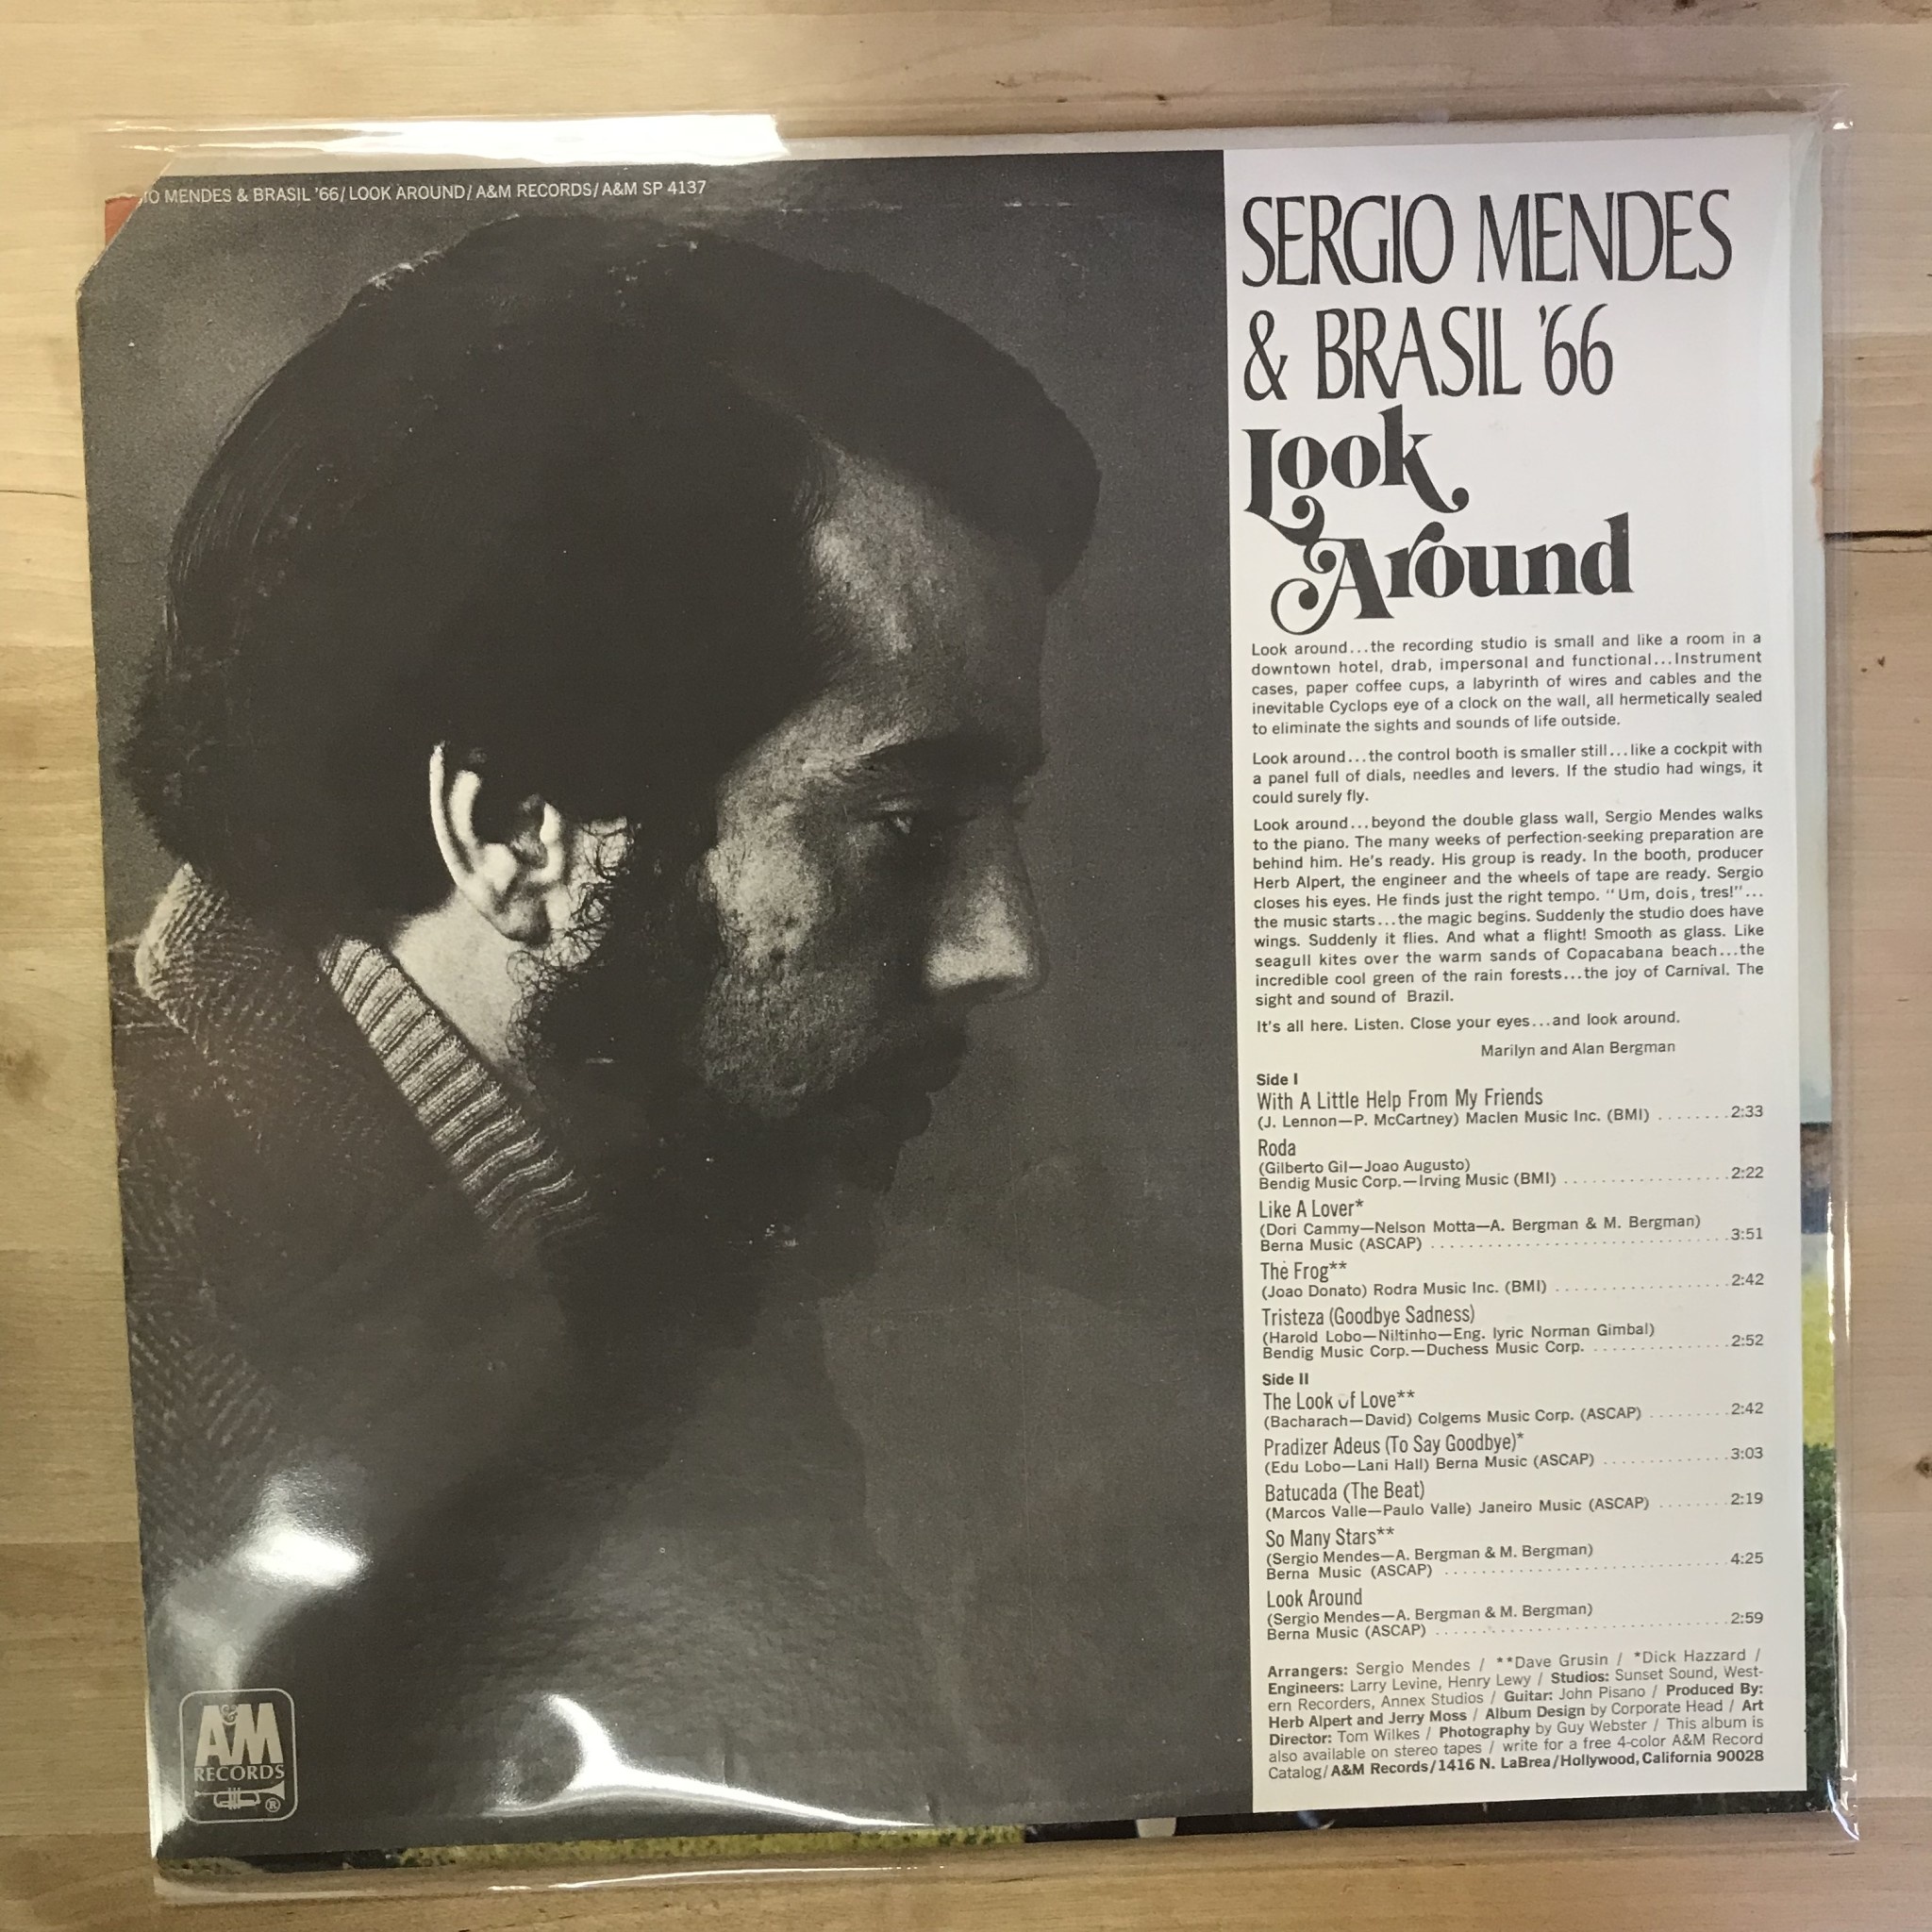 IO MENDES & BRASIL '66/LOOK AROUND/A&M RECORDS/A&M SP 4137
SERGIO MENDES
& BRASIL '66
Look
Around
Look around...the recording studio is small and like a room in a
downtown hotel, drab, impersonal and functional...Instrument
cases, paper coffee cups, a labyrinth of wires and cables and the
inevitable Cyclops eye of a clock on the wall, all hermetically sealed
to eliminate the sights and sounds of life outside.
Look around...the control booth is smaller still...like a cockpit with
a panel full of dials, needles and levers. If the studio had wings, it
could surely fly.
Look around...beyond the double glass wall, Sergio Mendes walks
to the piano. The many weeks of perfection-seeking preparation are
behind him. He's ready. His group is ready. In the booth, producer
Herb Alpert, the engineer and the wheels of tape are ready. Sergio
closes his eyes. He finds just the right tempo. "Um, dois, tres!"...
the music starts...the magic begins. Suddenly the studio does have
wings. Suddenly it flies. And what a flight! Smooth as glass. Like
seagull kites over the warm sands of Copacabana beach...the
incredible cool green of the rain forests...the joy of Carnival. The
sight and sound of Brazil.
It's all here. Listen. Close your eyes...and look around.
Marilyn and Alan Bergman
Side I
With A Little Help From My Friends
(J. Lennon—P. McCartney) Maclen Music Inc. (BMI) ........2:33
Roda
(Gilberto Gil—Joao Augusto)
Bendig Music Corp.—Irving Music (BMI) ..................2:22
Like A Lover*
(Dori Cammy—Nelson Motta—A. Bergman & M. Bergman)
Berna Music (ASCAP) ................................3:51
The Frog**
(Joao Donato) Rodra Music Inc. (BMI) ...................2:42
Tristeza (Goodbye Sadness)
(Harold Lobo—Niltinho—Eng. lyric Norman Gimbal)
Bendig Music Corp.—Duchess Music Corp. ...............2:52
Side II
The Look of Love**
(Bacharach—David) Colgems Music Corp. (ASCAP) .........2:42
Pradizer Adeus (To Say Goodbye)*
(Edu Lobo—Lani Hall) Berna Music (ASCAP) ..............3:03
Batucada (The Beat)
(Marcos Valle—Paulo Valle) Janeiro Music (ASCAP) ........2:19
So Many Stars**
(Sergio Mendes—A. Bergman & M. Bergman)
Berna Music (ASCAP) ...............................4:25
Look Around
(Sergio Mendes—A. Bergman & M. Bergman)
Berna Music (ASCAP) ................................2:59
Arrangers: Sergio Mendes / **Dave Grusin / *Dick Hazzard /
Engineers: Larry Levine, Henry Lewy / Studios: Sunset Sound, West-
ern Recorders, Annex Studios / Guitar: John Pisano / Produced By:
Herb Alpert and Jerry Moss / Album Design by Corporate Head / Art
Director: Tom Wilkes / Photography by Guy Webster / This album is
also available on stereo tapes / write for a free 4-color A&M Record
Catalog/A&M Records/1416 N. LaBrea/Hollywood, California 90028
A&M
RECORDS
®